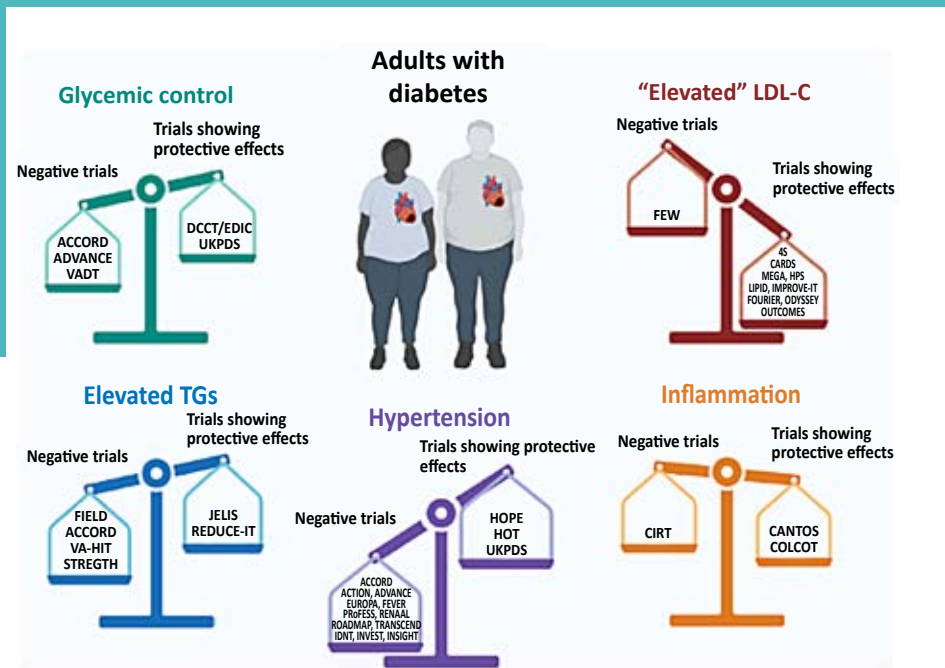 Adults with
diabetes
Glycemic control
Negative trials
Trials showing
protective effects
ACCORD
ADVANCE
VADT
DCCT/EDIC
UKPDS
“Elevated” LDL-C
Negative trials
Trials showing
protective effects
FEW
4S
CARDS
MEGA, HPS
LIPID, IMPROVE-IT
FOURIER, ODYSSEY
OUTCOMES
Elevated TGs
Negative trials
Trials showing
protective effects
FIELD
ACCORD
VA-HIT
STREGTH
JELIS
REDUCE-IT
Hypertension
Negative trials
Trials showing protective
effects
ACCORD
ACTION, ADVANCE
EUROPA, FEVER
PRoFESS, RENAAL
ROADMAP, TRANSCEND
IDNT, INVEST, INSIGHT
HOPE
HOT
UKPDS
Inflammation
Negative trials
Trials showing
protective effects
CIRT
CANTOS
COLCOT